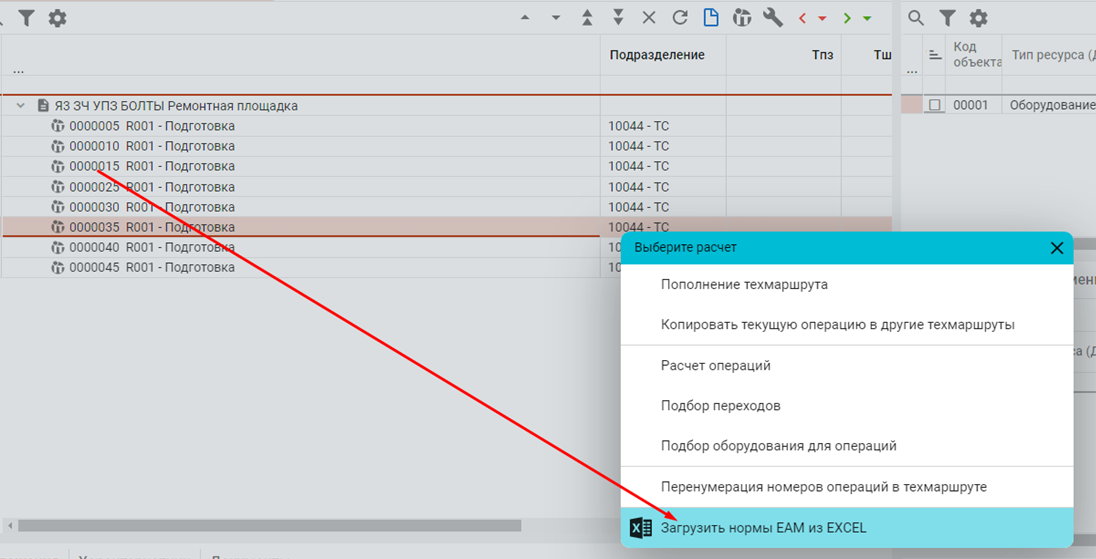 Подразделение
Тпз
Тш
Код объекта
Тип ресурса (Д
...
...
ЯЗ ЗЧ УПЗ БОЛТЫ Ремонтная площадка
00001
Оборудование
0000005 R001 - Подготовка 10044 - ТС
0000010 R001 - Подготовка 10044 - ТС
0000015 R001 - Подготовка 10044 - ТС
0000025 R001 - Подготовка 10044 - ТС
0000030 R001 - Подготовка 10044 - ТС
0000035 R001 - Подготовка 10044 - ТС
0000040 R001 - Подготовка 10
0000045 R001 - Подготовка 10
Выберите расчет
Пополнение техмаршрута
Копировать текущую операцию в другие техмаршруты
Расчет операций
Подбор переходов
Подбор оборудования для операций
Перенумерация номеров операций в техмаршруте
Загрузить нормы ЕАМ из EXCEL